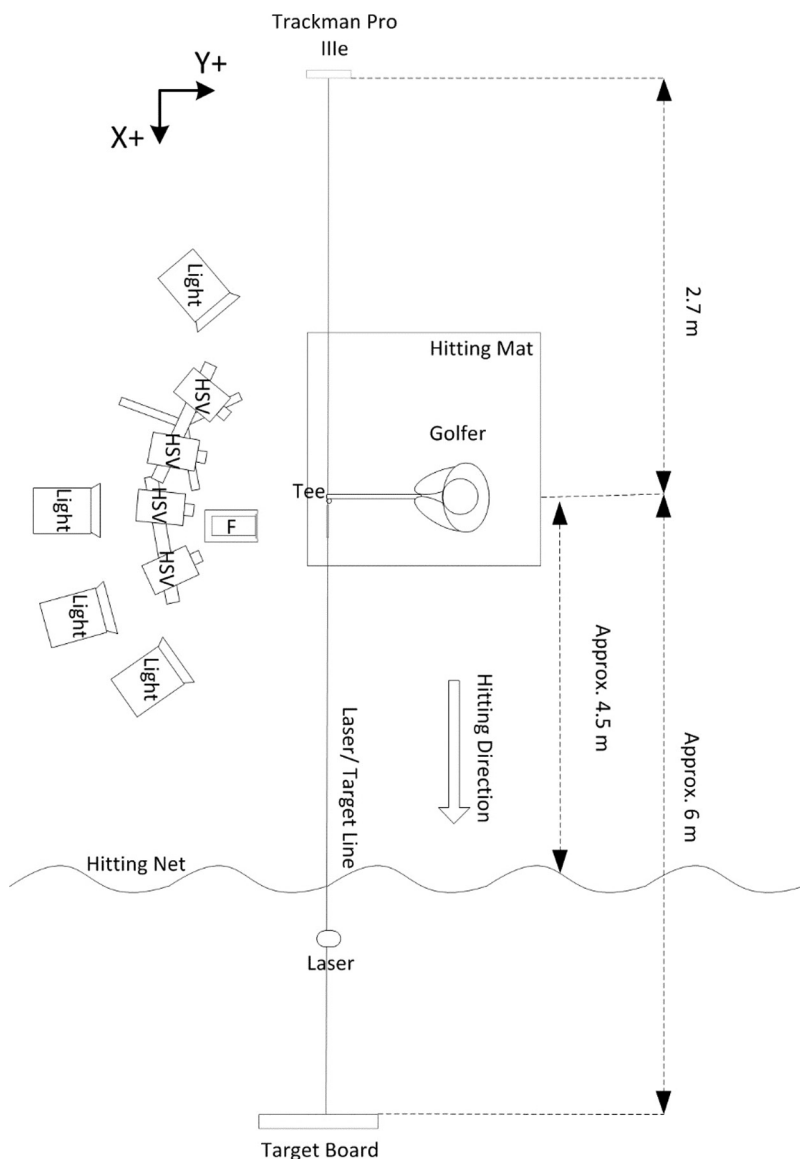 Trackman Pro
IIIe
Y+
X+
Light
2.7 m
Hitting Mat
HSV
Golfer
HSV
Tee
HSV
Light
F
HSV
Light
Approx. 4.5 m
Light
Hitting Direction
Laser/ Target Line
Approx. 6 m
Hitting Net
Laser
Target Board